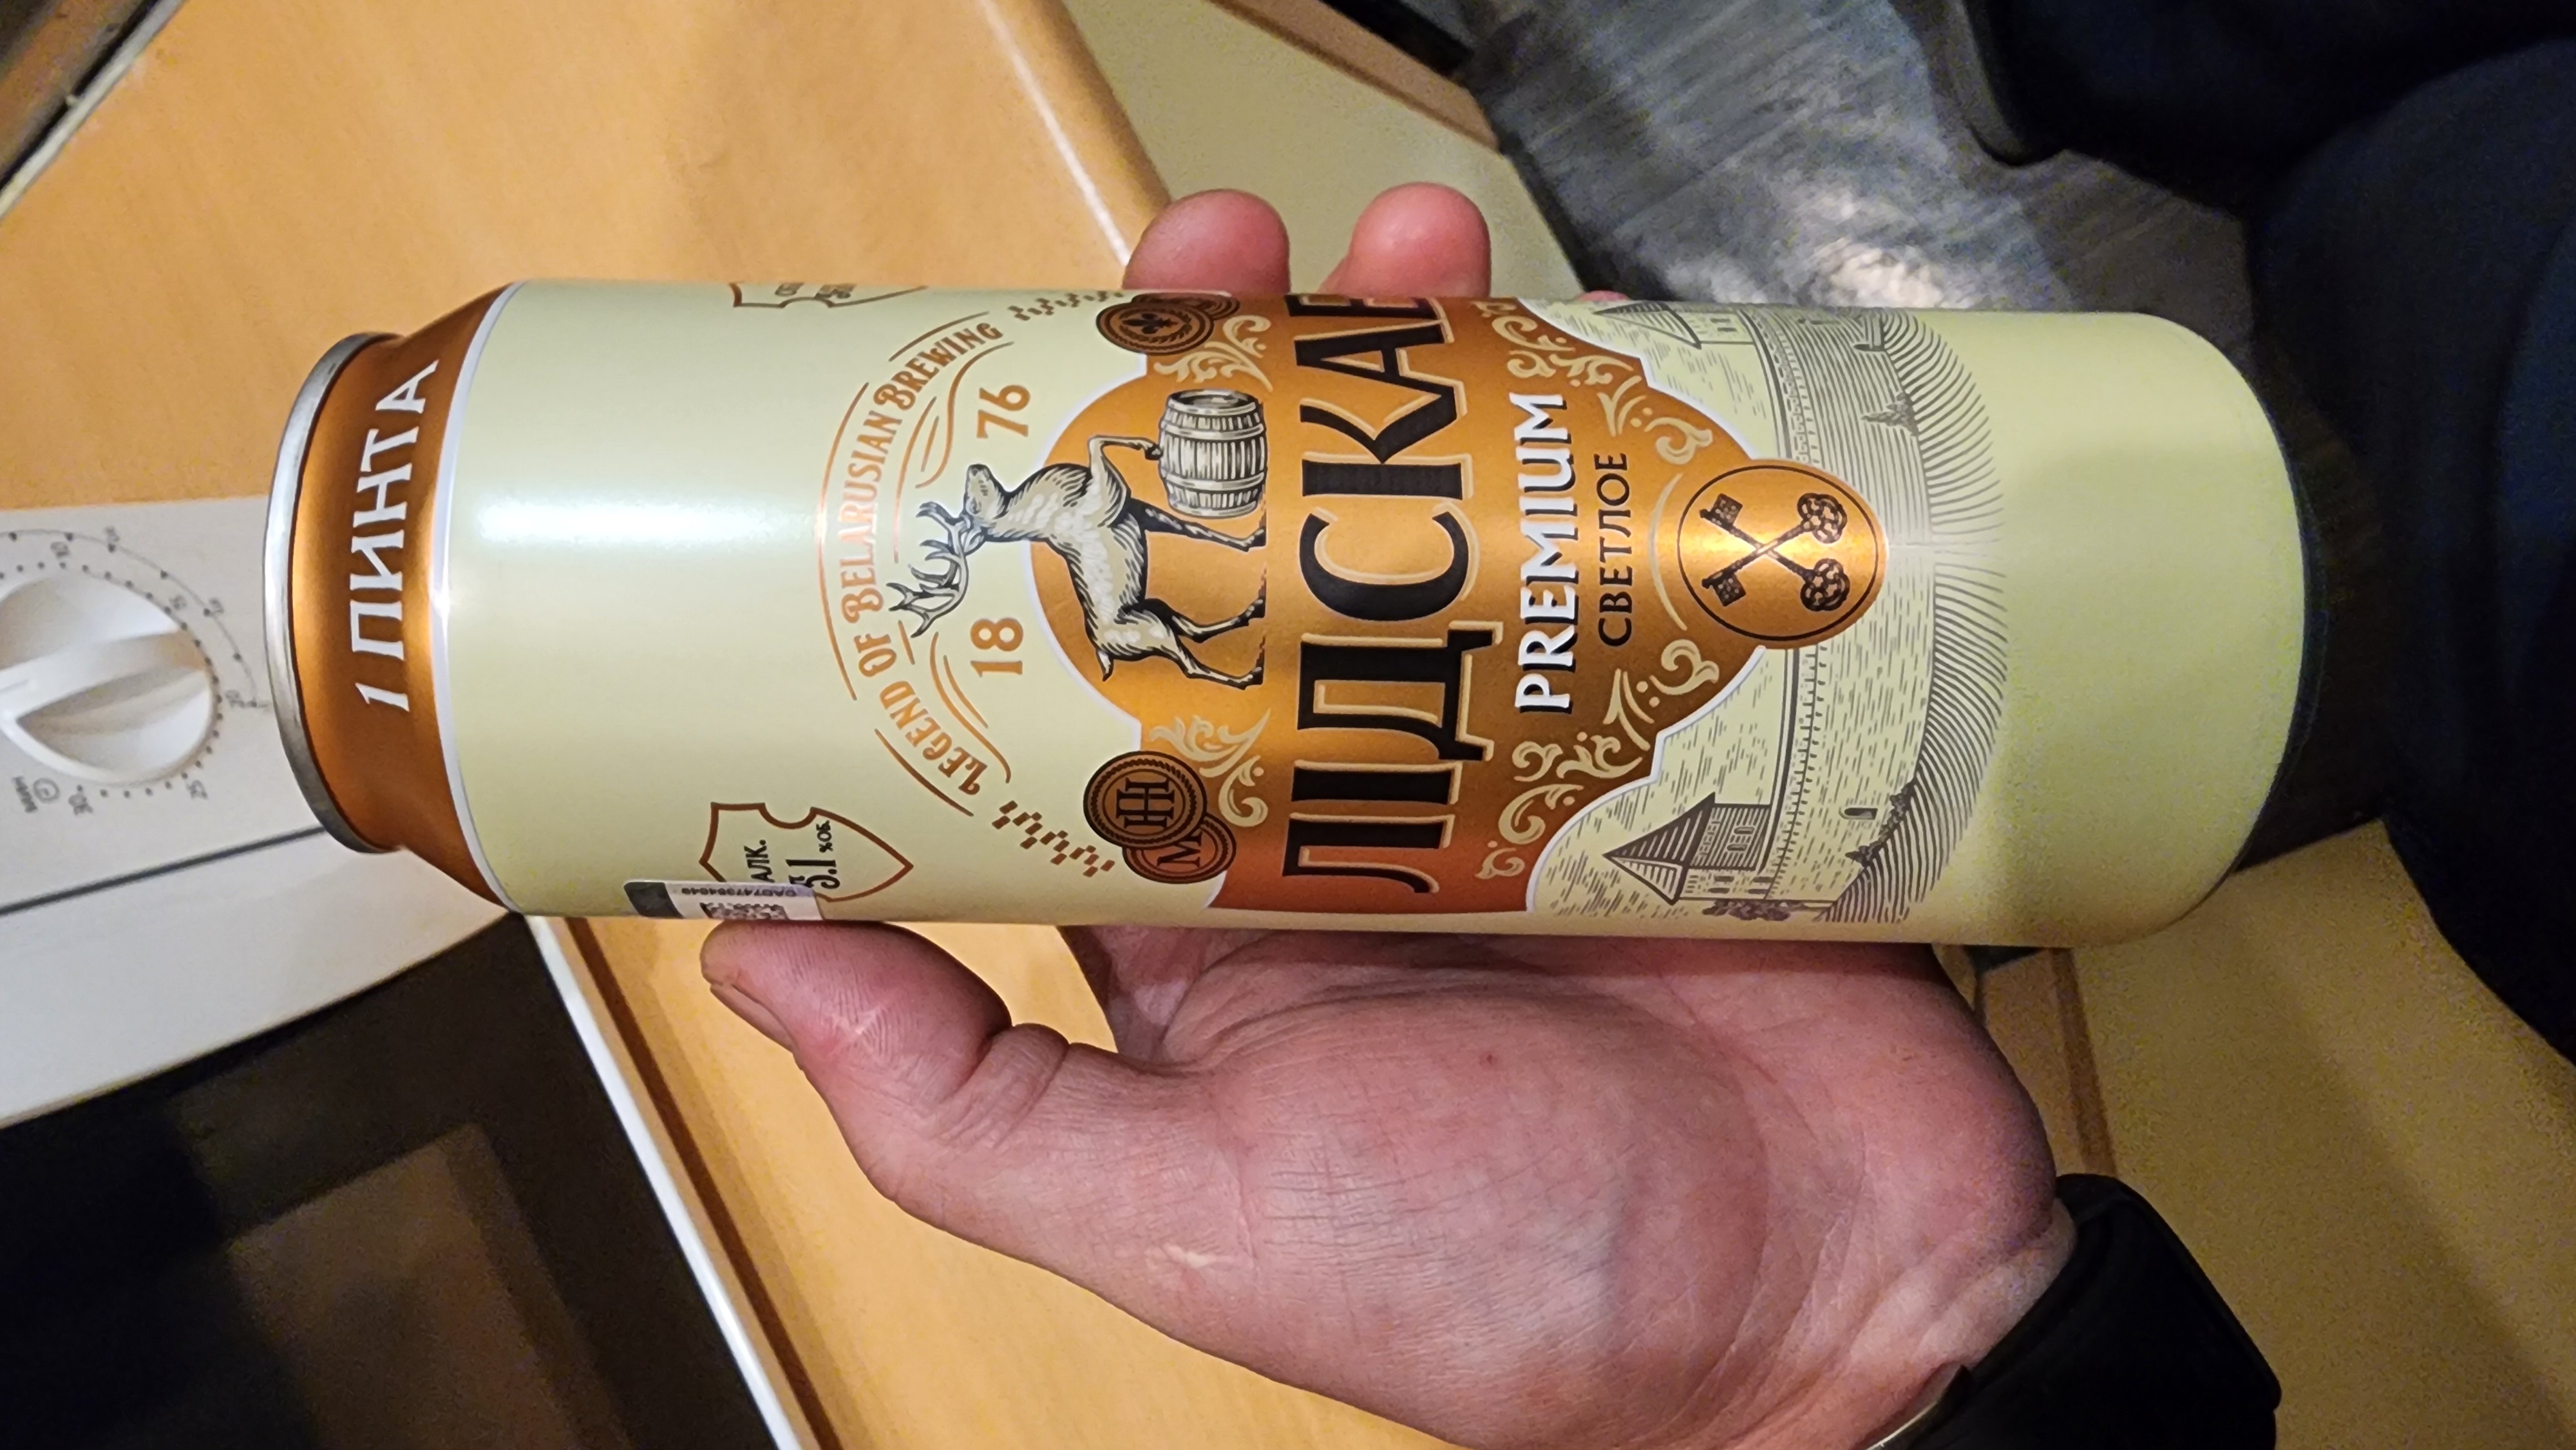 1 ПИНТА
LEGEND OF BELARUSIAN BREWING
18 76
АЛК.
5.1 %ОБ.
ЛІДСКАЕ
PREMIUM
СВЕТЛОЕ